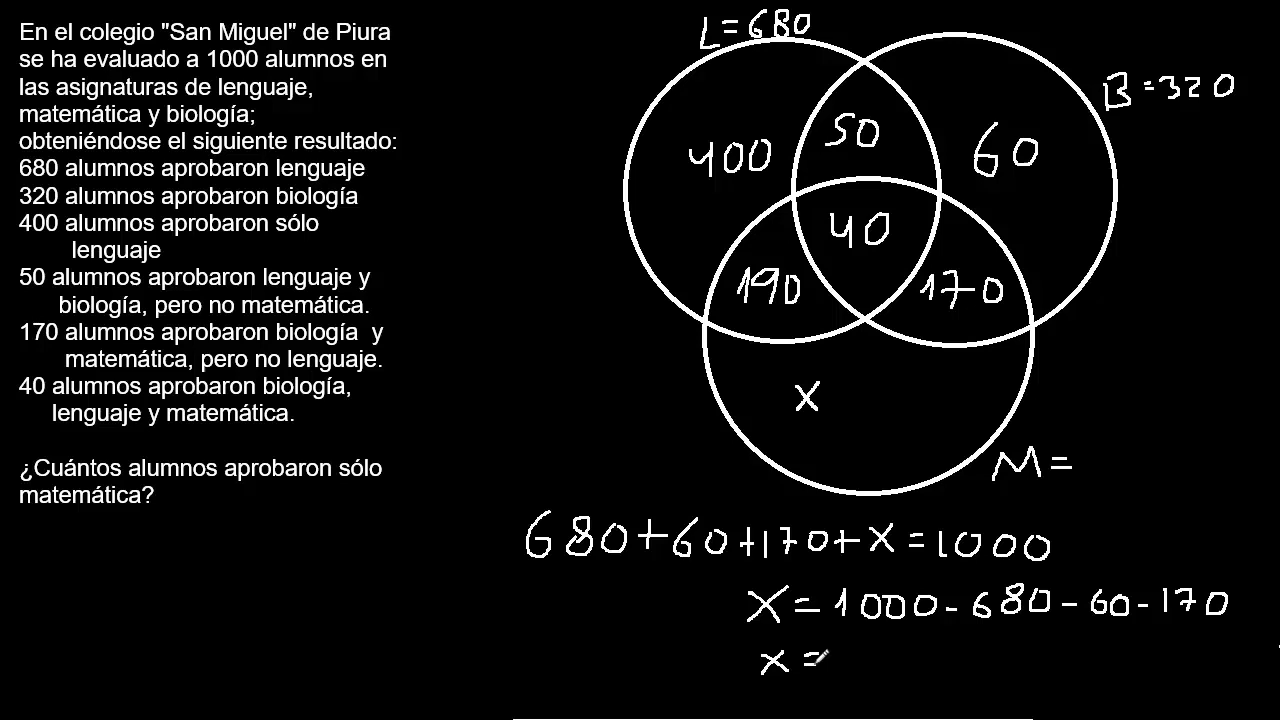 En el colegio "San Miguel" de Piura
se ha evaluado a 1000 alumnos en
las asignaturas de lenguaje,
matemática y biología;
obteniéndose el siguiente resultado:
680 alumnos aprobaron lenguaje
320 alumnos aprobaron biología
400 alumnos aprobaron sólo
lenguaje
50 alumnos aprobaron lenguaje y
biología, pero no matemática.
170 alumnos aprobaron biología y
matemática, pero no lenguaje.
40 alumnos aprobaron biología,
lenguaje y matemática.
¿Cuántos alumnos aprobaron sólo
matemática?
L=680
B=320
400
50
60
40
190
170
x
M=
680+60+170+x=1000
x=1000-680-60-170
x=